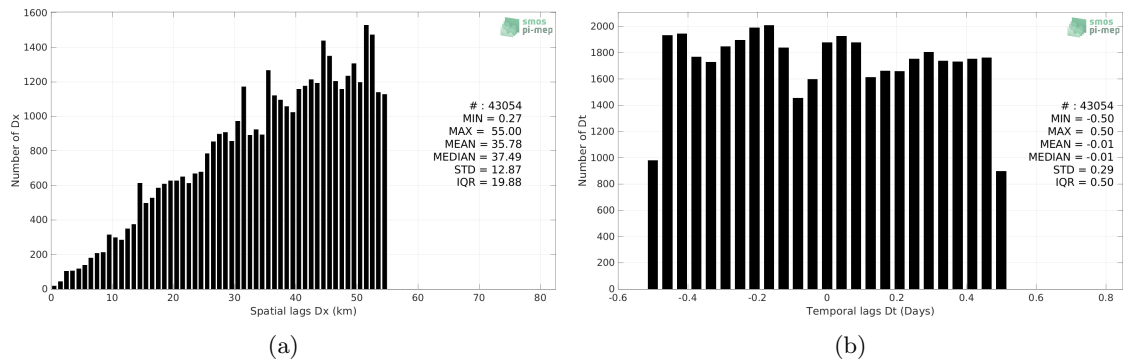 1600
1400
1200
1000
800
600
400
200
0
Number of Dx
0 10 20 30 40 50 60 70 80
Spatial lags Dx (km)
smos
pi-mep
# : 43054
MIN = 0.27
MAX = 55.00
MEAN = 35.78
MEDIAN = 37.49
STD = 12.87
IQR = 19.88
(a)
2000
1800
1600
1400
1200
1000
800
600
400
200
0
Number of Dt
-0.6 -0.4 -0.2 0 0.2 0.4 0.6 0.8
Temporal lags Dt (Days)
smos
pi-mep
# : 43054
MIN = -0.50
MAX = 0.50
MEAN = -0.01
MEDIAN = -0.01
STD = 0.29
IQR = 0.50
(b)